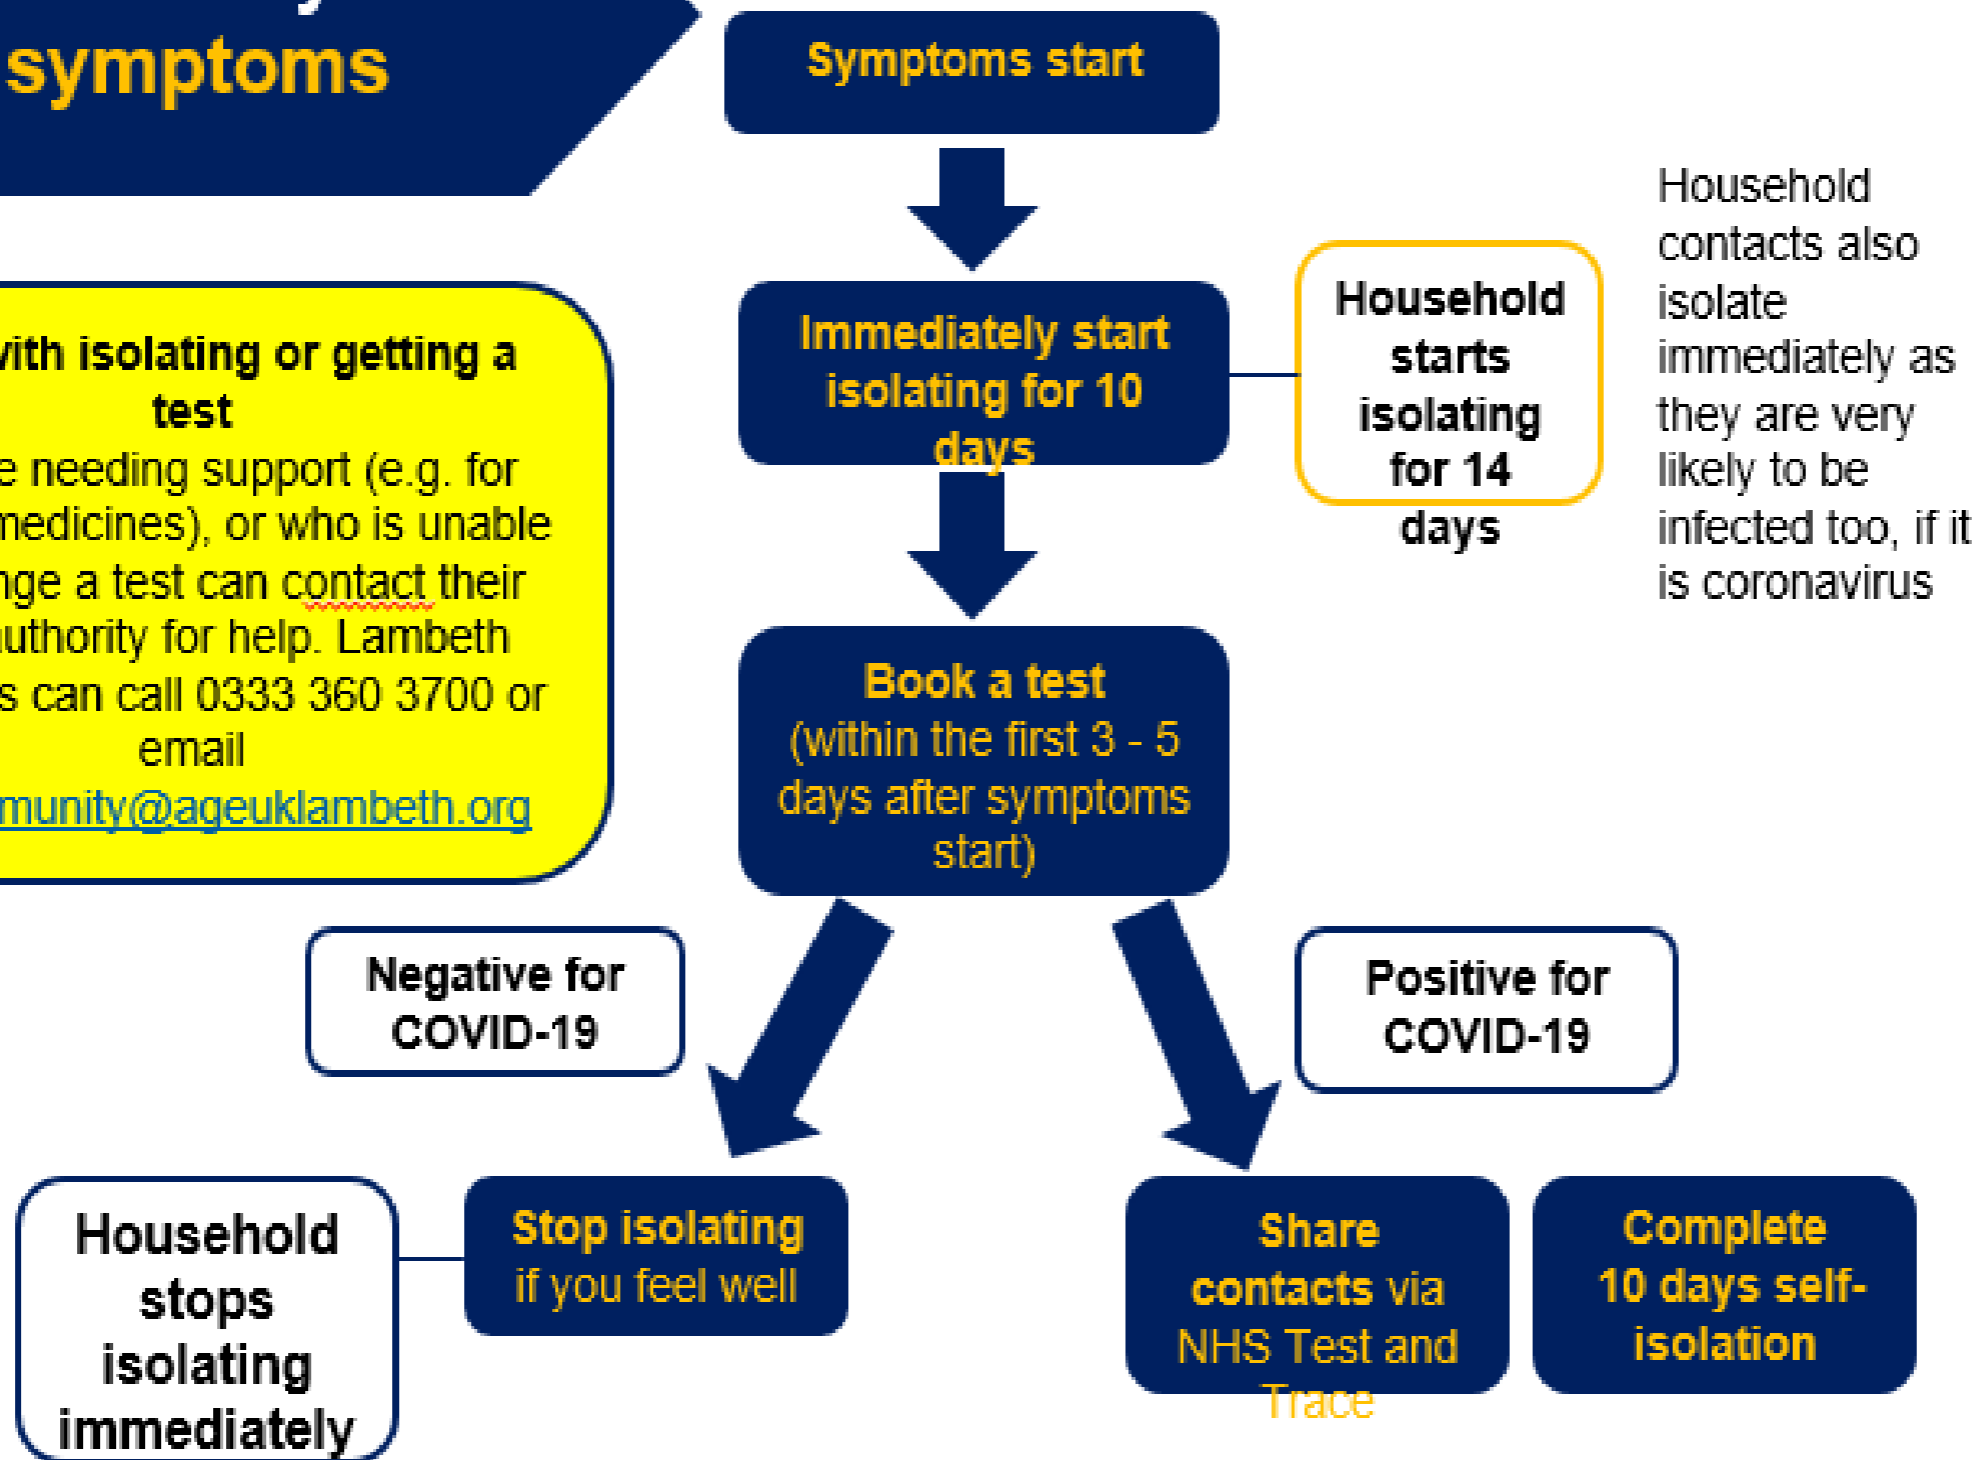 symptoms
Symptoms start
Immediately start
isolating for 10
days
Household
starts
isolating
for 14
days
Household
contacts also
isolate
immediately as
they are very
likely to be
infected too, if it
is coronavirus
with isolating or getting a
test
needing support (e.g. for
medicines), or who is unable
a test can contact their
authority for help. Lambeth
can call 0333 360 3700 or
email
munity@ageuklambeth.org
Book a test
(within the first 3 - 5
days after symptoms
start)
Negative for
COVID-19
Positive for
COVID-19
Household
stops
isolating
immediately
Stop isolating
if you feel well
Share
contacts via
NHS Test and
Trace
Complete
10 days self-
isolation